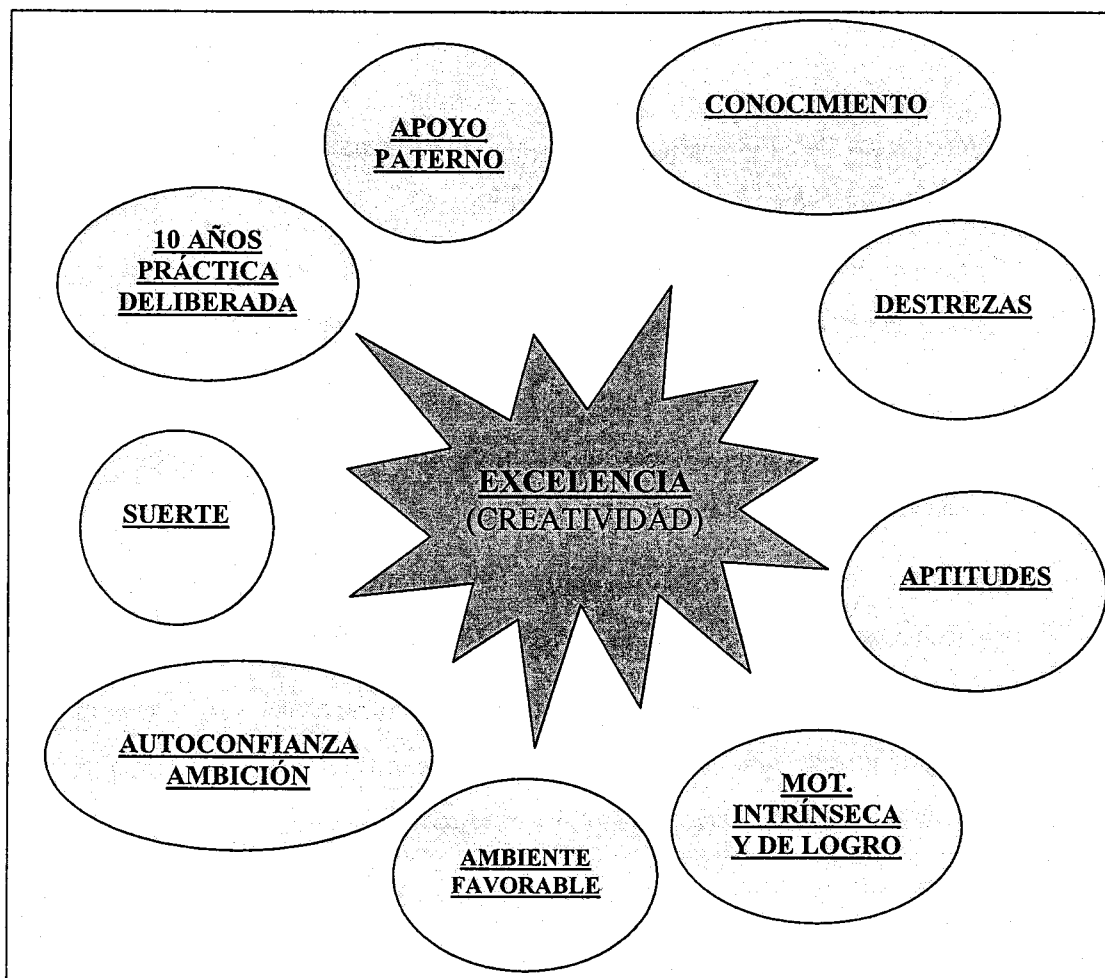 APOYO
PATERNO
CONOCIMIENTO
10 AÑOS
PRÁCTICA
DELIBERADA
DESTREZAS
EXCELENCIA
(CREATIVIDAD)
SUERTE
APTITUDES
AUTOCONFIANZA
AMBICIÓN
MOT.
INTRÍNSECA
Y DE LOGRO
AMBIENTE
FAVORABLE